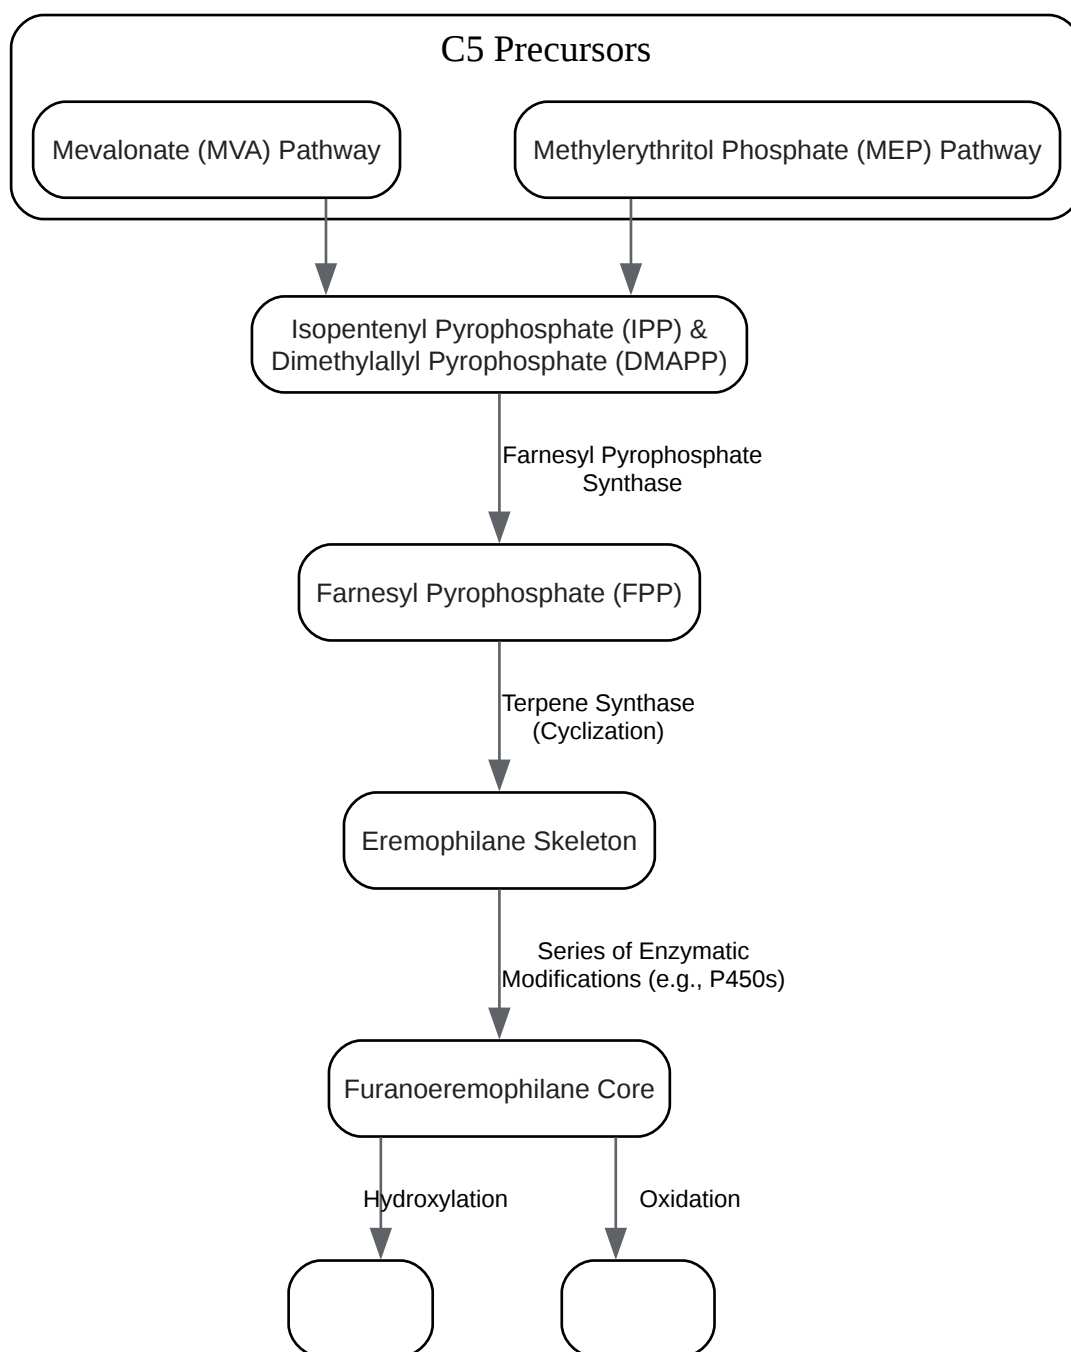 C5 Precursors
Mevalonate (MVA) Pathway
Methylerythritol Phosphate (MEP) Pathway
Isopentenyl Pyrophosphate (IPP) &
Dimethylallyl Pyrophosphate (DMAPP)
Farnesyl Pyrophosphate
Synthase
Farnesyl Pyrophosphate (FPP)
Terpene Synthase
(Cyclization)
Eremophilane Skeleton
Series of Enzymatic
Modifications (e.g., P450s)
Furanoeremophilane Core
Hydroxylation
Oxidation